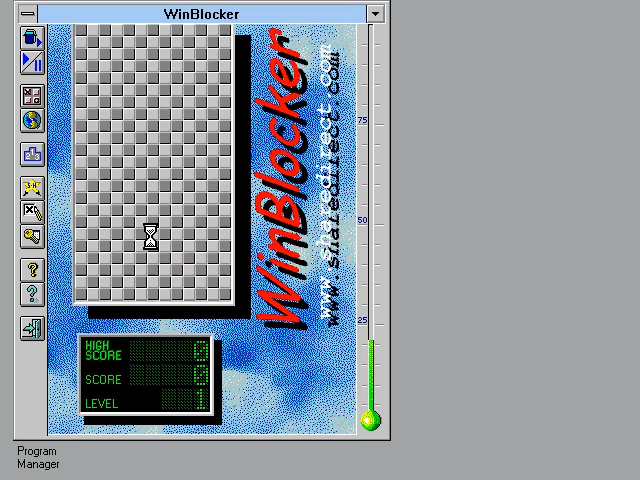 WinBlocker
WinBlocker
www.sharedirect.com
75
50
25
HIGH
SCORE 0
SCORE 0
LEVEL 1
Program
Manager